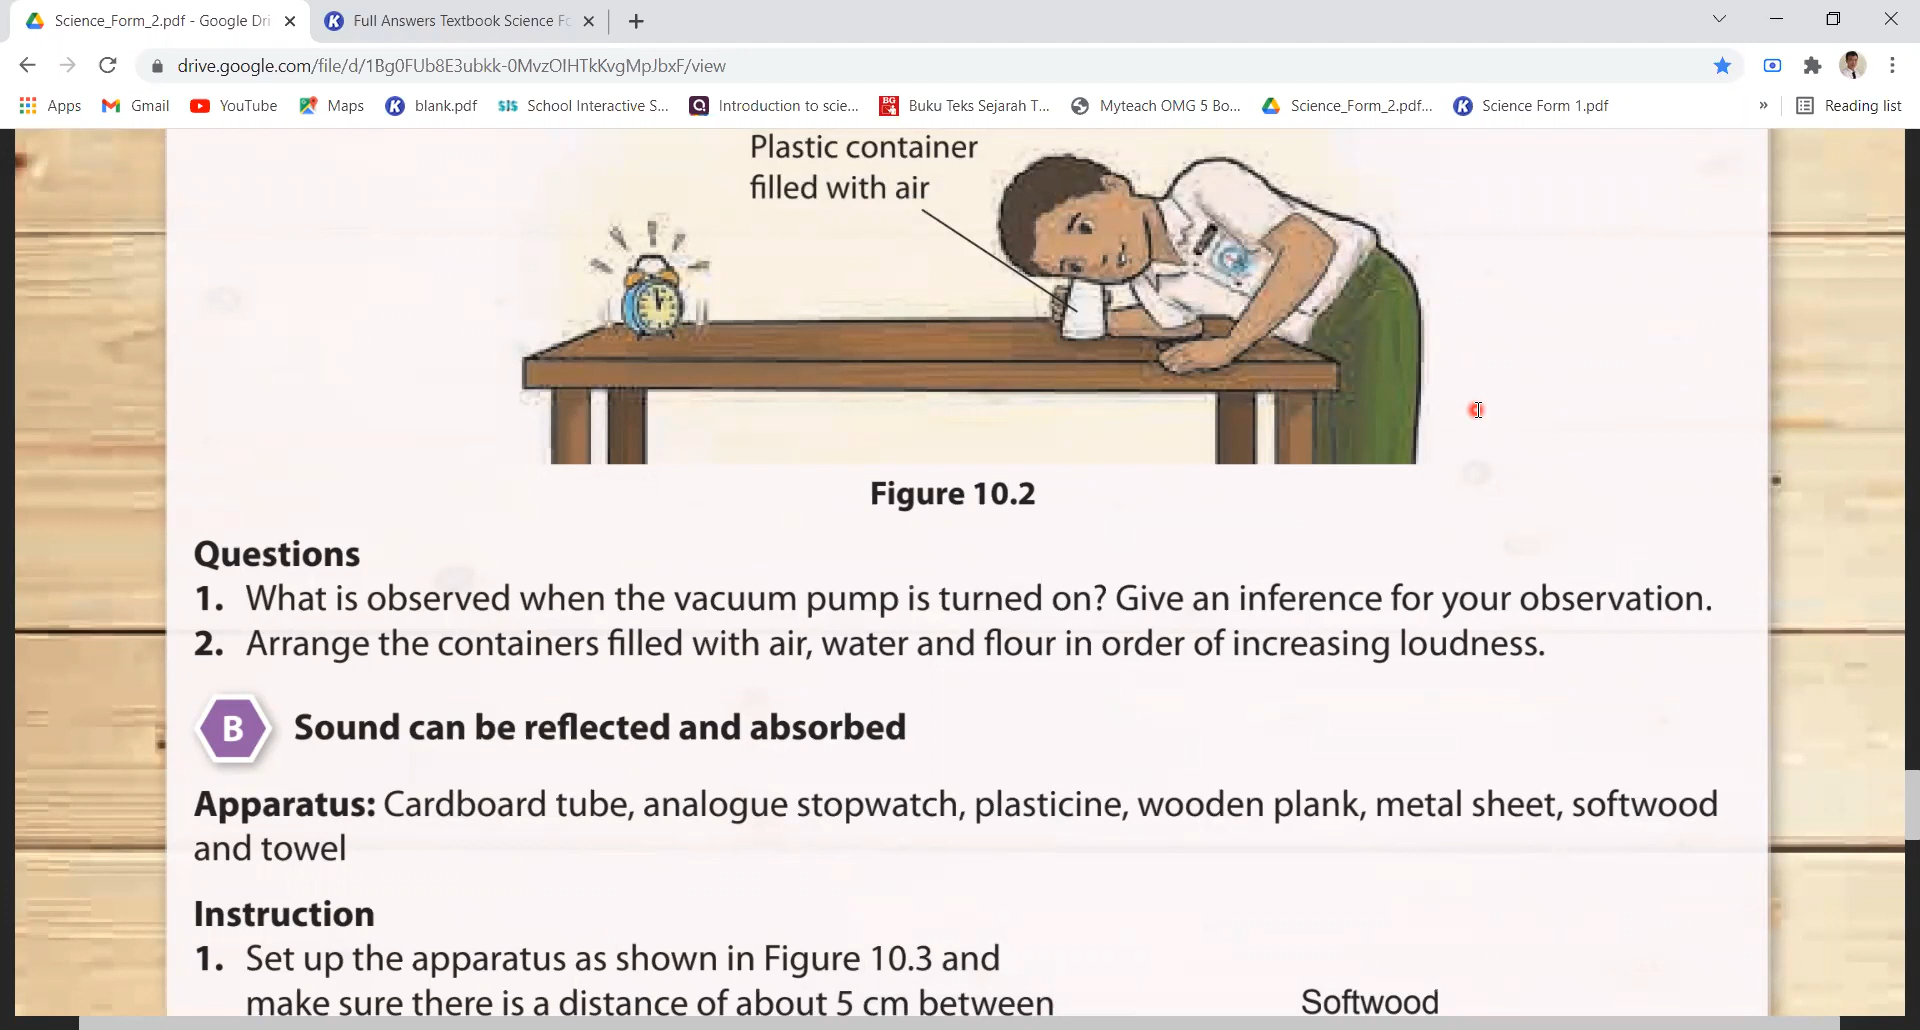 Science_Form_2.pdf - Google Dri
Full Answers Textbook Science Fo
drive.google.com/file/d/1Bg0FUb8E3ubkk-0MvzOIHTkKvgMpJbxF/view
Apps
Gmail
YouTube
Maps
blank.pdf
SIS School Interactive S...
Introduction to scie...
BG Buku Teks Sejarah T...
Myteach OMG 5 Bo...
Science_Form_2.pdf...
Science Form 1.pdf
»
Reading list
Plastic container
filled with air
Figure 10.2
Questions
1. What is observed when the vacuum pump is turned on? Give an inference for your observation.
2. Arrange the containers filled with air, water and flour in order of increasing loudness.
B Sound can be reflected and absorbed
Apparatus: Cardboard tube, analogue stopwatch, plasticine, wooden plank, metal sheet, softwood
and towel
Instruction
1. Set up the apparatus as shown in Figure 10.3 and
make sure there is a distance of about 5 cm between
Softwood